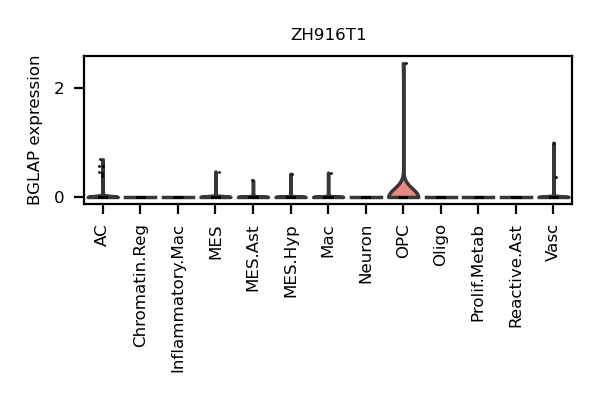 ZH916T1
BGLAP expression
2
0
AC
Chromatin.Reg
Inflammatory.Mac
MES
MES.Ast
MES.Hyp
Mac
Neuron
OPC
Oligo
Prolif.Metab
Reactive.Ast
Vasc